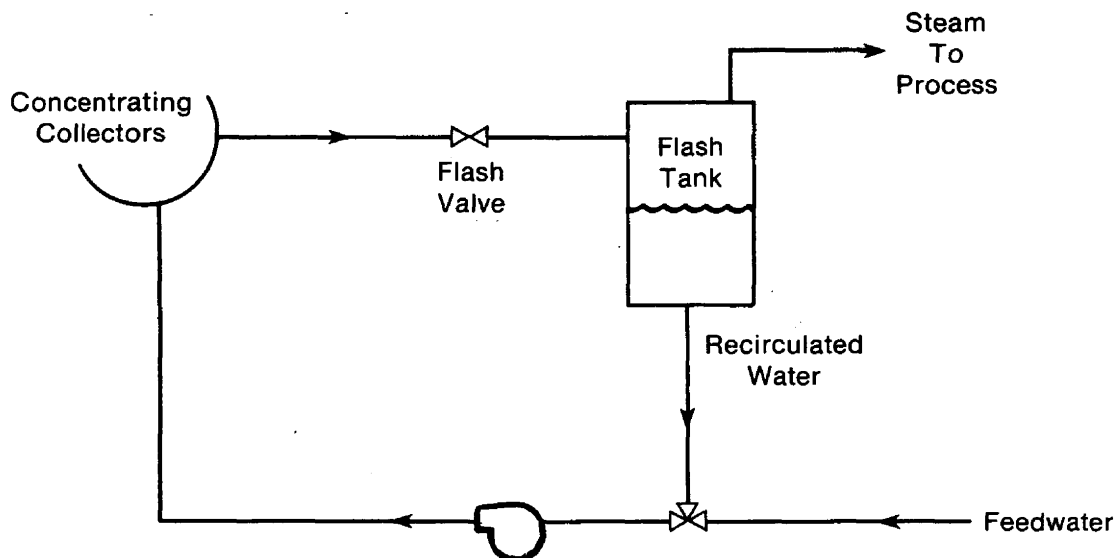 Steam
To
Process
Concentrating
Collectors
Flash
Valve
Flash
Tank
Recirculated
Water
Feedwater